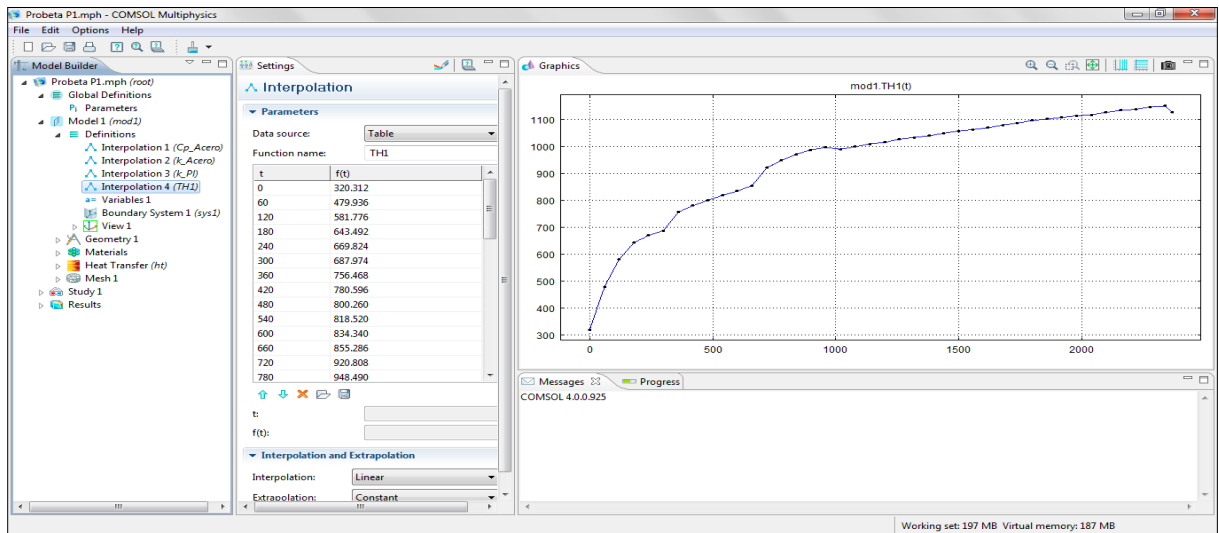 Probeta P1.mph - COMSOL Multiphysics
File Edit Options Help
Model Builder
Probeta P1.mph (root)
Global Definitions
Pi Parameters
Model 1 (mod1)
Definitions
Interpolation 1 (Cp_Acero)
Interpolation 2 (k_Acero)
Interpolation 3 (k_PI)
Interpolation 4 (TH1)
a= Variables 1
Boundary System 1 (sys1)
View 1
Geometry 1
Materials
Heat Transfer (ht)
Mesh 1
Study 1
Results
Settings
Interpolation
Parameters
Data source: Table
Function name: TH1
t f(t)
0 320.312
60 479.936
120 581.776
180 643.492
240 669.824
300 687.974
360 756.468
420 780.596
480 800.260
540 818.520
600 834.340
660 855.286
720 920.808
780 948.490
t:
f(t):
Interpolation and Extrapolation
Interpolation: Linear
Extrapolation: Constant
Graphics
mod1.TH1(t)
1100
1000
900
800
700
600
500
400
300
0 500 1000 1500 2000
Messages Progress
COMSOL 4.0.0.925
Working set: 197 MB Virtual memory: 187 MB